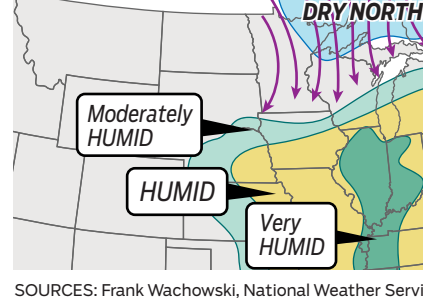 DRY NORTH
Moderately
HUMID
HUMID
Very
HUMID
SOURCES: Frank Wachowski, National Weather Servi